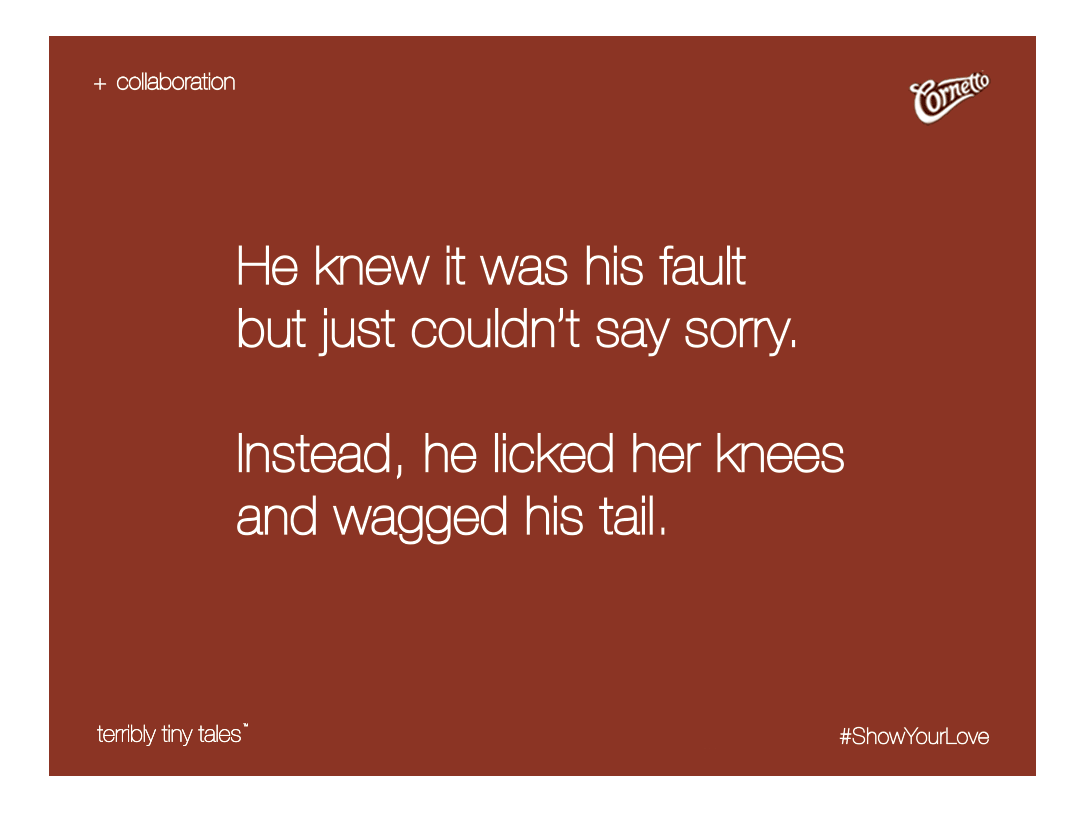 + collaboration
Cornetto
He knew it was his fault
but just couldn’t say sorry.
Instead, he licked her knees
and wagged his tail.
terribly tiny tales™
#ShowYourLove